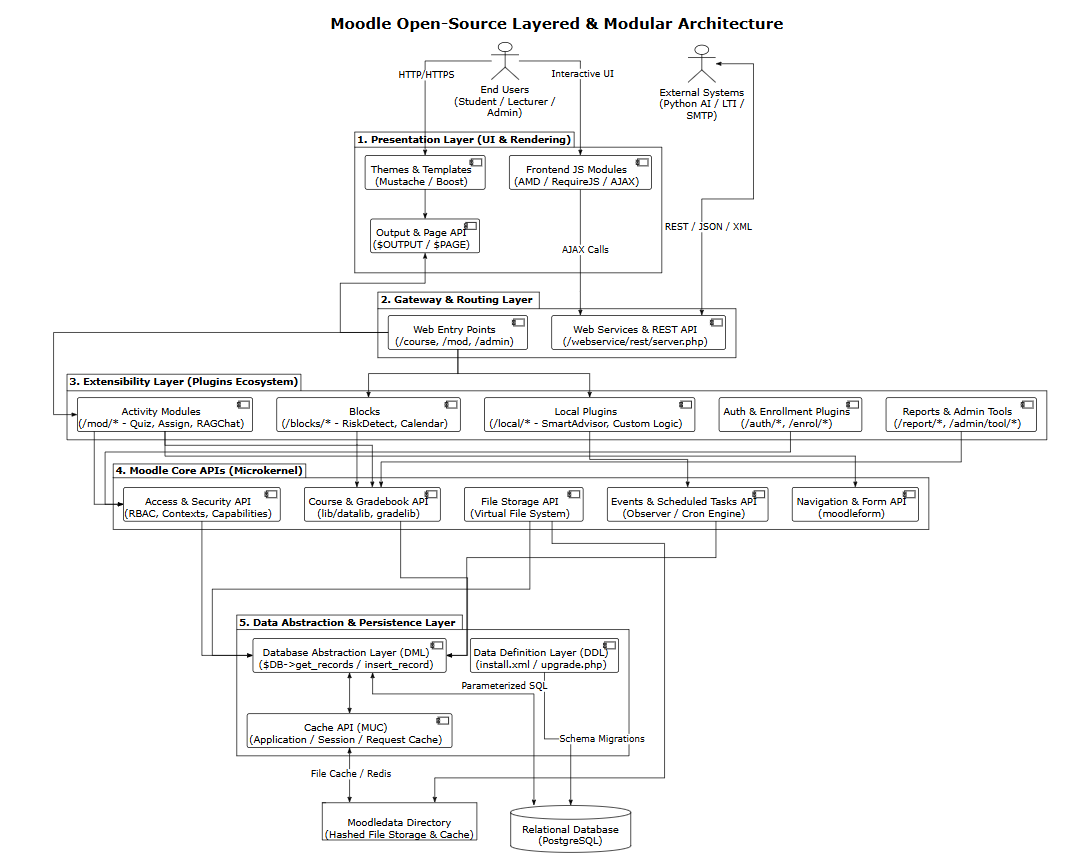 Moodle Open-Source Layered & Modular Architecture
HTTP/HTTPS
Interactive UI
End Users
(Student / Lecturer /
Admin)
External Systems
(Python AI / LTI /
SMTP)
1. Presentation Layer (UI & Rendering)
Themes & Templates
(Mustache / Boost)
Frontend JS Modules
(AMD / RequireJS / AJAX)
Output & Page API
($OUTPUT / $PAGE)
REST / JSON / XML
AJAX Calls
2. Gateway & Routing Layer
Web Entry Points
(/course, /mod, /admin)
Web Services & REST API
(/webservice/rest/server.php)
3. Extensibility Layer (Plugins Ecosystem)
Activity Modules
(/mod/* - Quiz, Assign, RAGChat)
Blocks
(/blocks/* - RiskDetect, Calendar)
Local Plugins
(/local/* - SmartAdvisor, Custom Logic)
Auth & Enrollment Plugins
(/auth/*, /enrol/*)
Reports & Admin Tools
(/report/*, /admin/tool/*)
4. Moodle Core APIs (Microkernel)
Access & Security API
(RBAC, Contexts, Capabilities)
Course & Gradebook API
(lib/datalib, gradelib)
File Storage API
(Virtual File System)
Events & Scheduled Tasks API
(Observer / Cron Engine)
Navigation & Form API
(moodleform)
5. Data Abstraction & Persistence Layer
Database Abstraction Layer (DML)
($DB->get_records / insert_record)
Data Definition Layer (DDL)
(install.xml / upgrade.php)
Parameterized SQL
Cache API (MUC)
(Application / Session / Request Cache)
Schema Migrations
File Cache / Redis
Moodledata Directory
(Hashed File Storage & Cache)
Relational Database
(PostgreSQL)